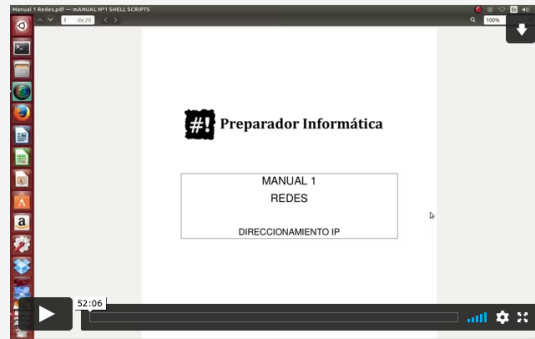 Manual 1 Redes.pdf — MANUAL Nº1 SHELL SCRIPTS
1 de 29
100%
#! Preparador Informática
MANUAL 1
REDES
DIRECCIONAMIENTO IP
52:06